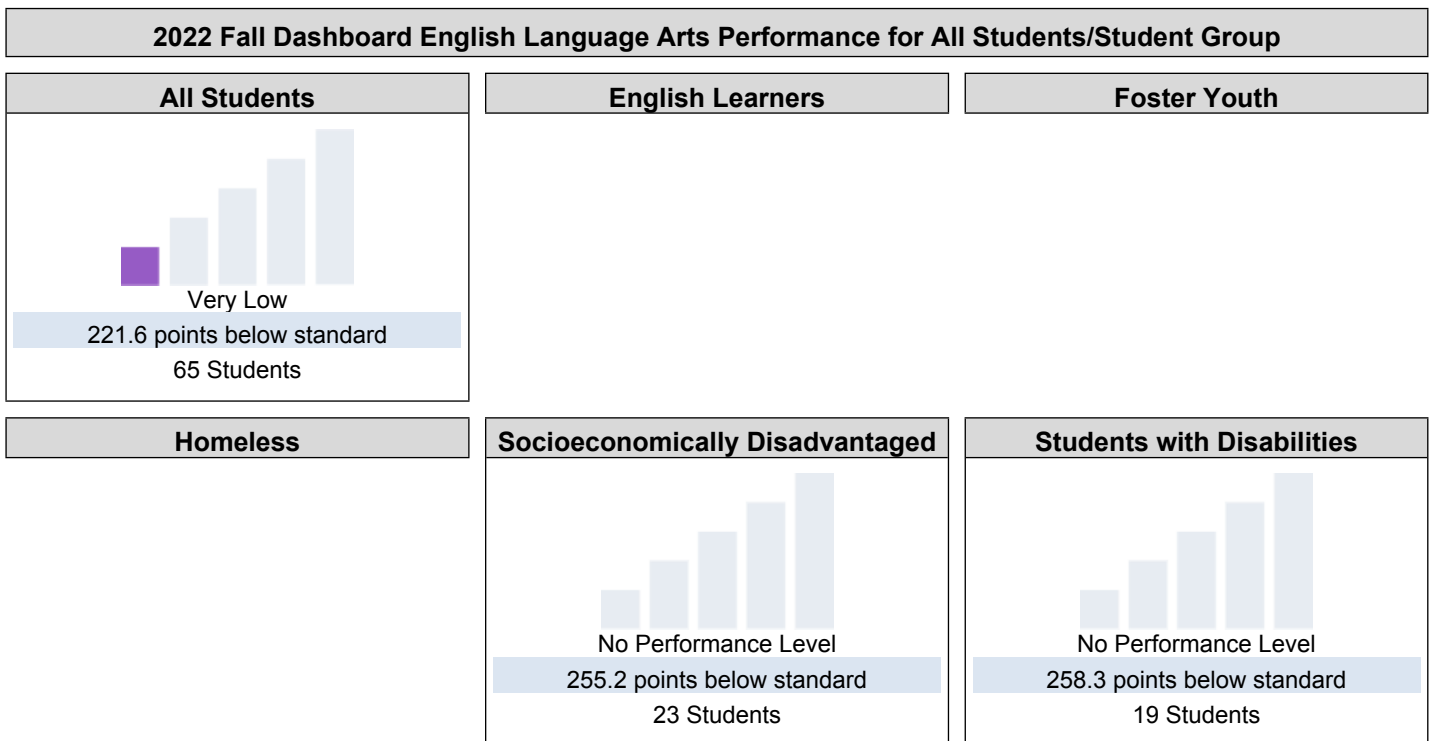 2022 Fall Dashboard English Language Arts Performance for All Students/Student Group
All Students
English Learners
Foster Youth
Very Low
221.6 points below standard
65 Students
Homeless
Socioeconomically Disadvantaged
Students with Disabilities
No Performance Level
255.2 points below standard
23 Students
No Performance Level
258.3 points below standard
19 Students